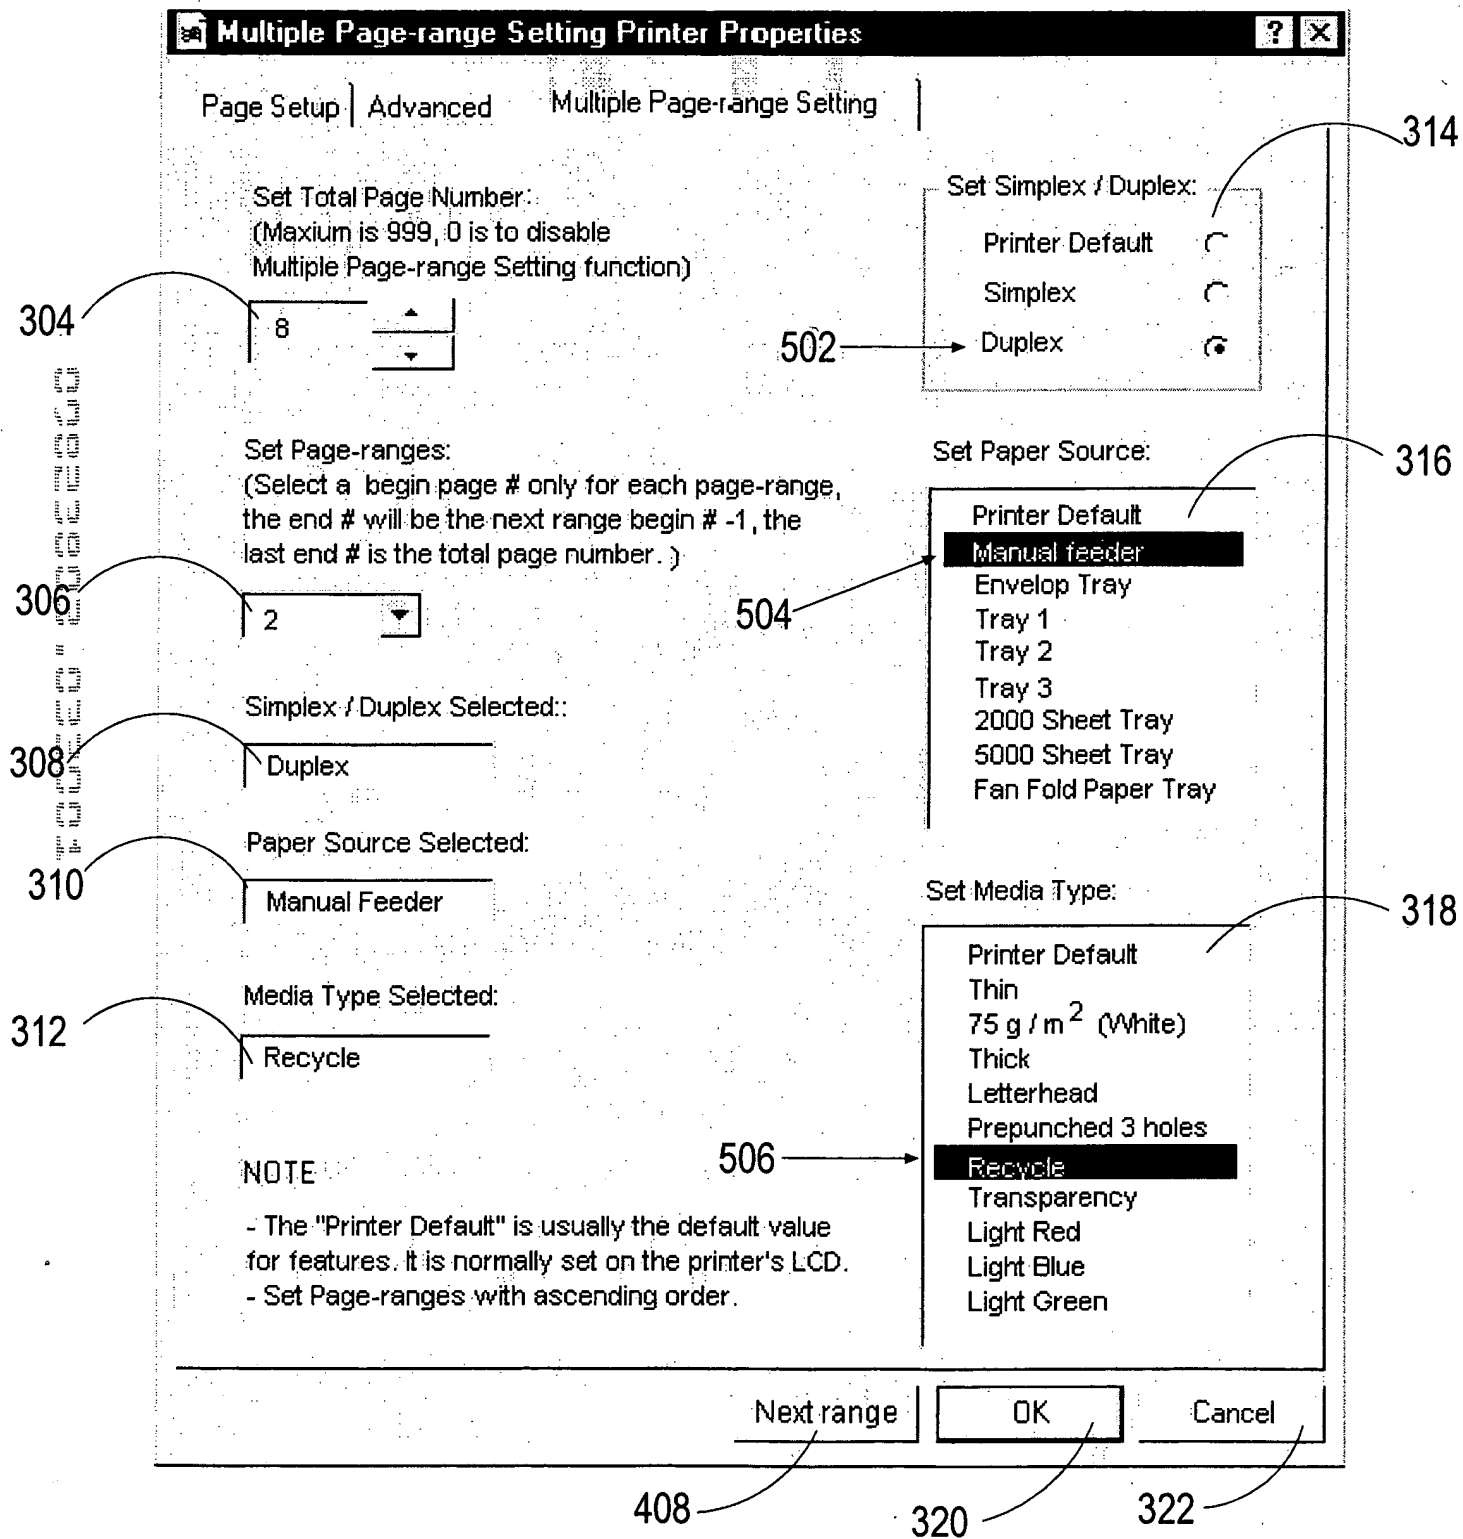 Multiple Page-range Setting Printer Properties ? X
Page Setup Advanced Multiple Page-range Setting
314
Set Total Page Number:
(Maxium is 999, 0 is to disable
Multiple Page-range Setting function)
304
8
Set Simplex / Duplex:
Printer Default
Simplex
502
Duplex
Set Page-ranges:
(Select a begin page # only for each page-range,
the end # will be the next range begin # -1, the
last end # is the total page number. )
306
2
Set Paper Source:
316
Printer Default
Manual feeder
504
Envelop Tray
Tray 1
Tray 2
Tray 3
2000 Sheet Tray
5000 Sheet Tray
Fan Fold Paper Tray
Simplex / Duplex Selected::
308
Duplex
Paper Source Selected:
310
Manual Feeder
Media Type Selected:
312
Recycle
Set Media Type:
318
Printer Default
Thin
75 g / m 2 (White)
Thick
Letterhead
Prepunched 3 holes
506
Recycle
Transparency
Light Red
Light Blue
Light Green
NOTE
- The "Printer Default" is usually the default value
for features. It is normally set on the printer's LCD.
- Set Page-ranges with ascending order.
Next range OK Cancel
408 320 322